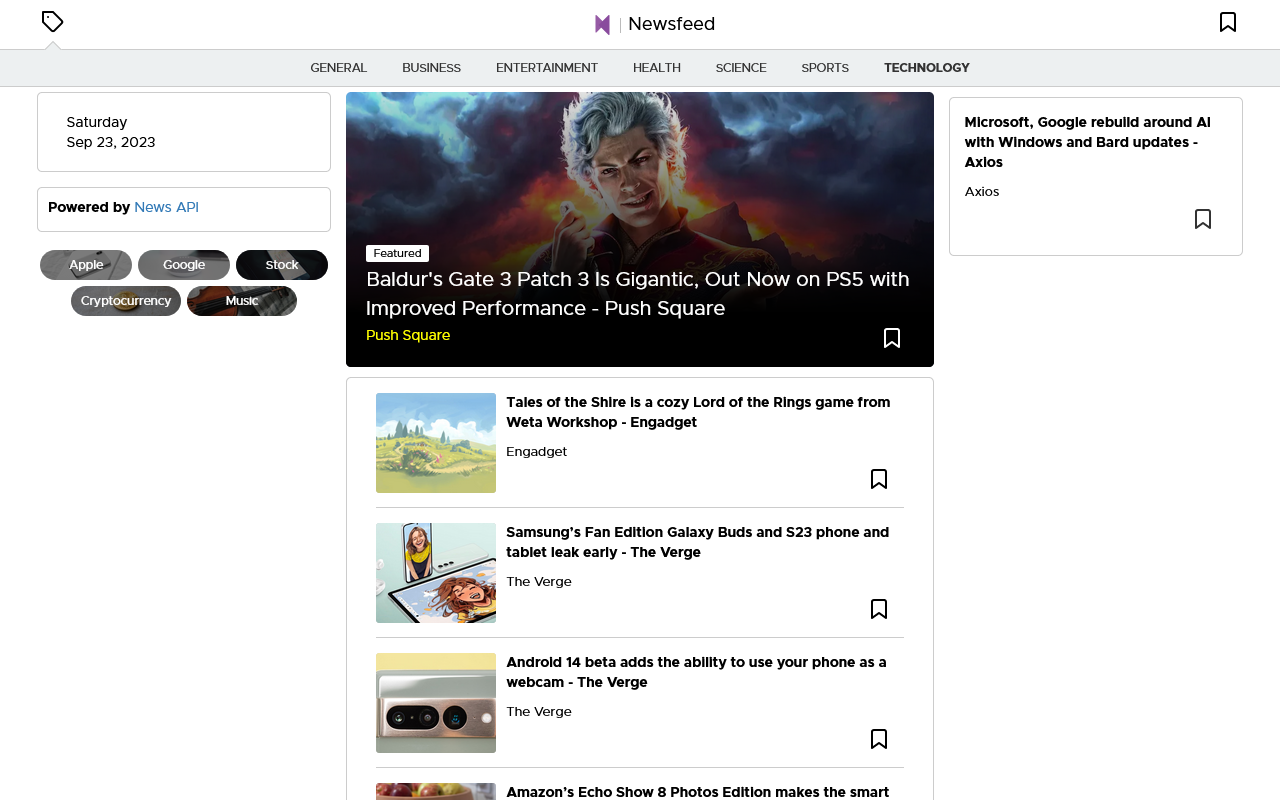 Newsfeed
GENERAL
BUSINESS
ENTERTAINMENT
HEALTH
SCIENCE
SPORTS
TECHNOLOGY
Saturday
Sep 23, 2023
Powered by News API
Apple
Google
Stock
Cryptocurrency
Music
Featured
Baldur's Gate 3 Patch 3 Is Gigantic, Out Now on PS5 with
Improved Performance - Push Square
Push Square
Tales of the Shire is a cozy Lord of the Rings game from
Weta Workshop - Engadget
Engadget
Samsung’s Fan Edition Galaxy Buds and S23 phone and
tablet leak early - The Verge
The Verge
Android 14 beta adds the ability to use your phone as a
webcam - The Verge
The Verge
Amazon’s Echo Show 8 Photos Edition makes the smart
Microsoft, Google rebuild around AI
with Windows and Bard updates -
Axios
Axios